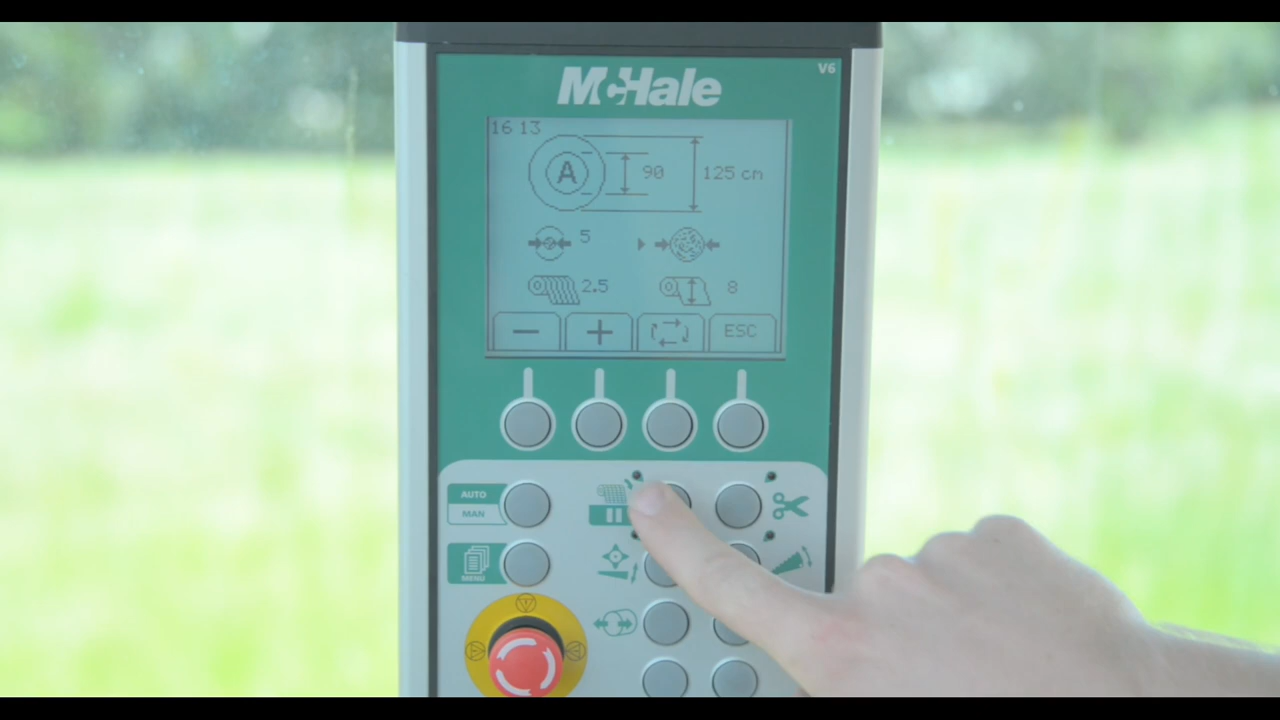 McHale
V6
16 13
A
90
125 cm
5
2.5
8
− + ESC
AUTO
MAN
MENU